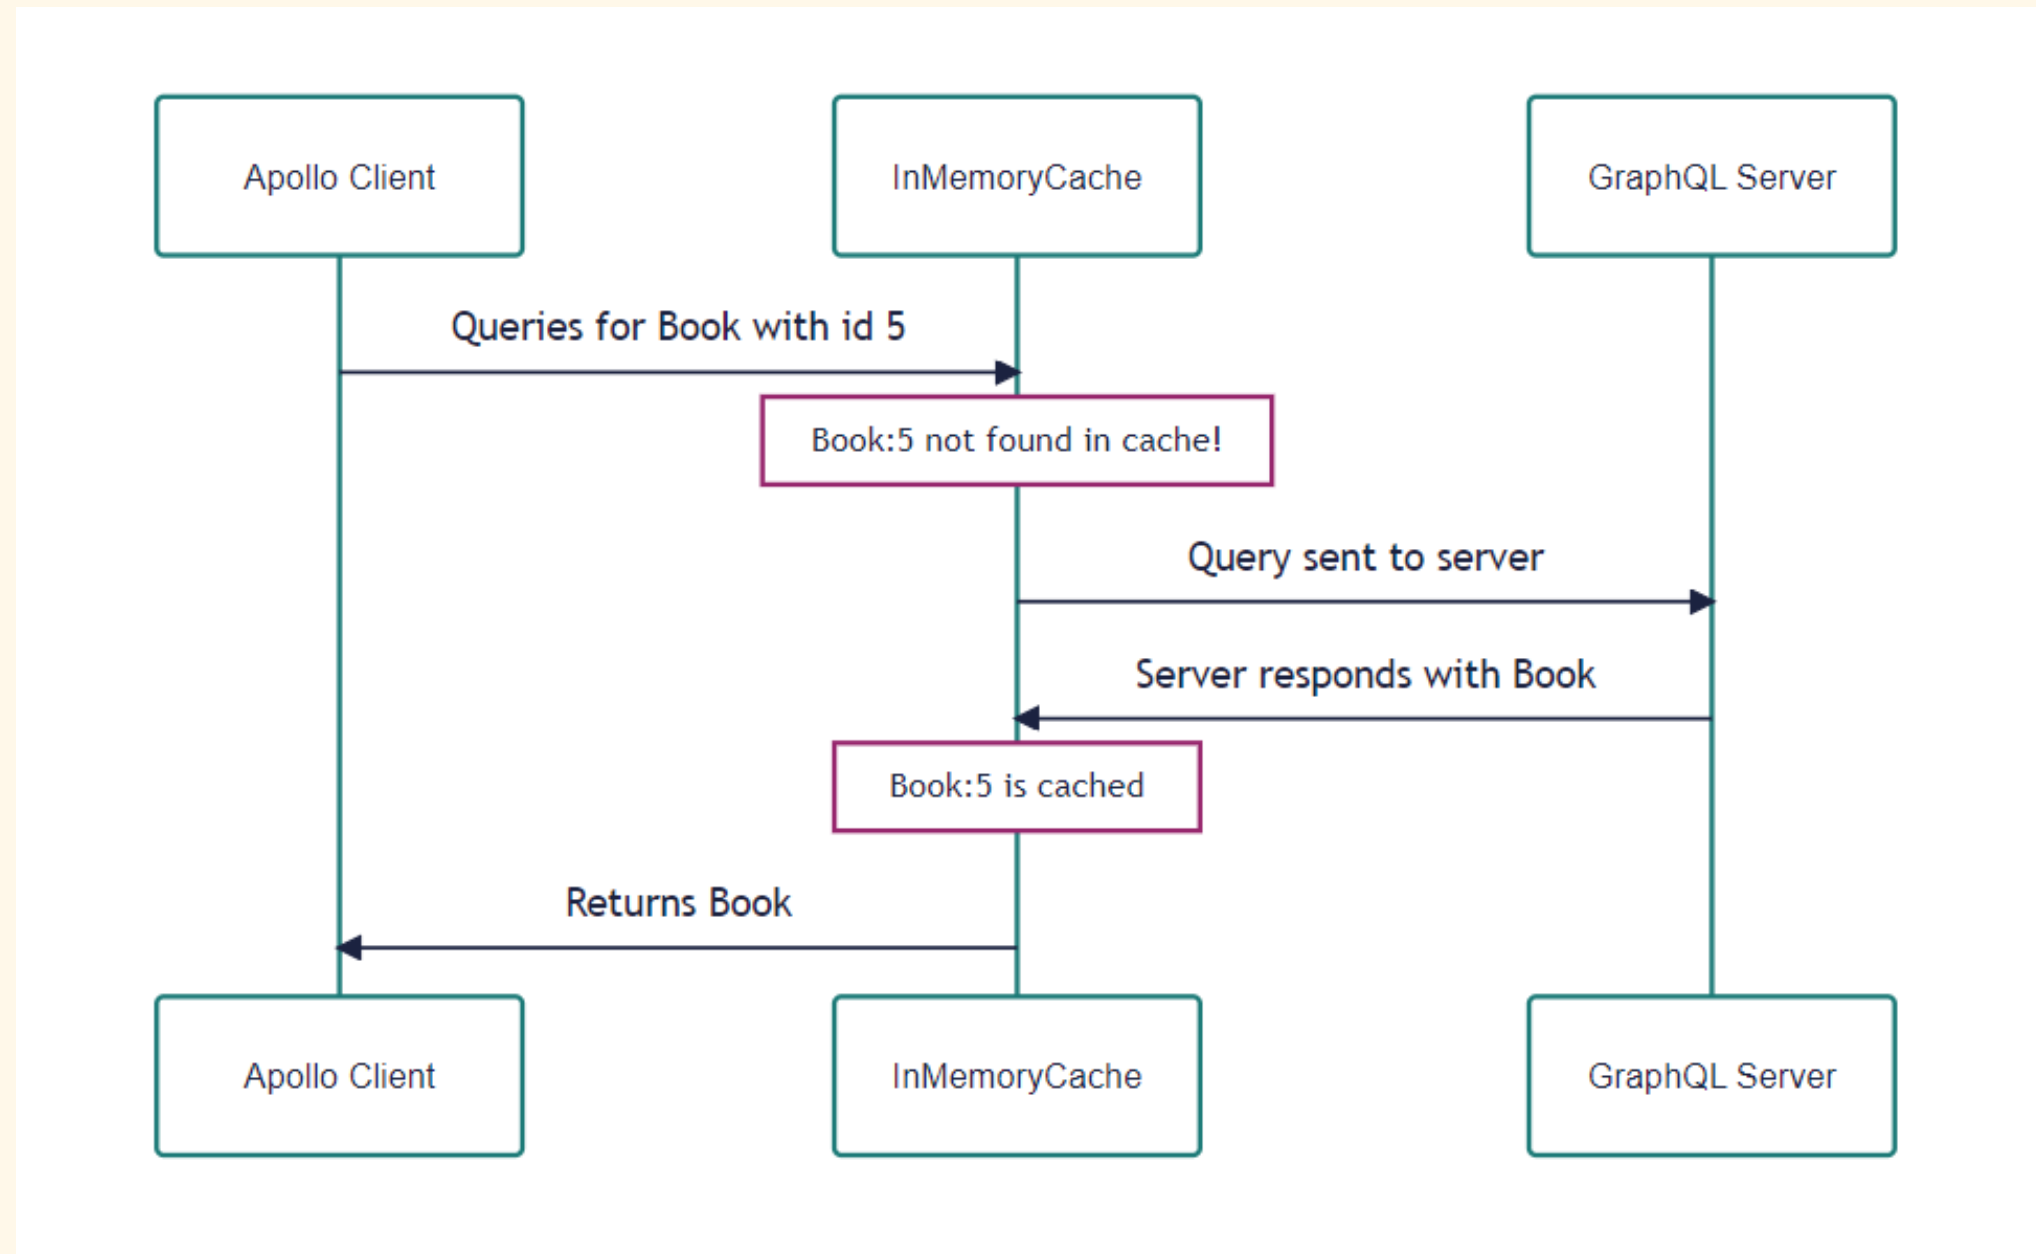 Apollo Client
InMemoryCache
GraphQL Server
Queries for Book with id 5
Book:5 not found in cache!
Query sent to server
Server responds with Book
Book:5 is cached
Returns Book
Apollo Client
InMemoryCache
GraphQL Server